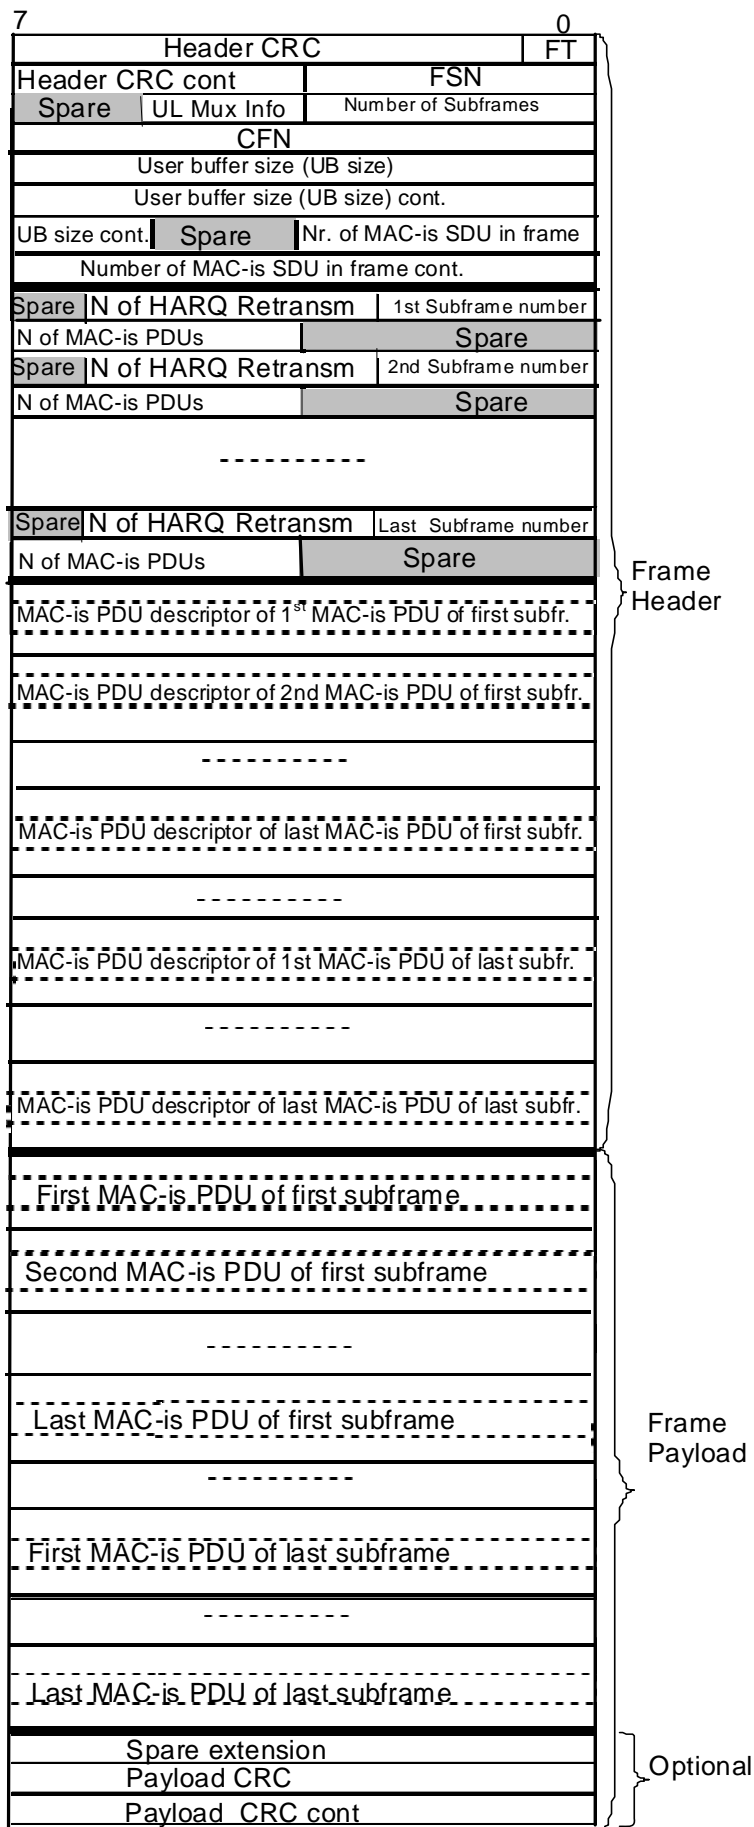 7 0
Header CRC FT
Header CRC cont FSN
Spare UL Mux Info Number of Subframes
CFN
User buffer size (UB size)
User buffer size (UB size) cont.
UB size cont. Spare Nr. of MAC-is SDU in frame
Number of MAC-is SDU in frame cont.
Spare N of HARQ Retransm 1st Subframe number
N of MAC-is PDUs Spare
Spare N of HARQ Retransm 2nd Subframe number
N of MAC-is PDUs Spare
Spare N of HARQ Retransm Last Subframe number
N of MAC-is PDUs Spare
Frame
Header
MAC-is PDU descriptor of 1st MAC-is PDU of first subfr.
MAC-is PDU descriptor of 2nd MAC-is PDU of first subfr.
MAC-is PDU descriptor of last MAC-is PDU of first subfr.
MAC-is PDU descriptor of 1st MAC-is PDU of last subfr.
MAC-is PDU descriptor of last MAC-is PDU of last subfr.
First MAC-is PDU of first subframe
Second MAC-is PDU of first subframe
Last MAC-is PDU of first subframe
Frame
Payload
First MAC-is PDU of last subframe
Last MAC-is PDU of last subframe
Spare extension
Optional
Payload CRC
Payload CRC cont